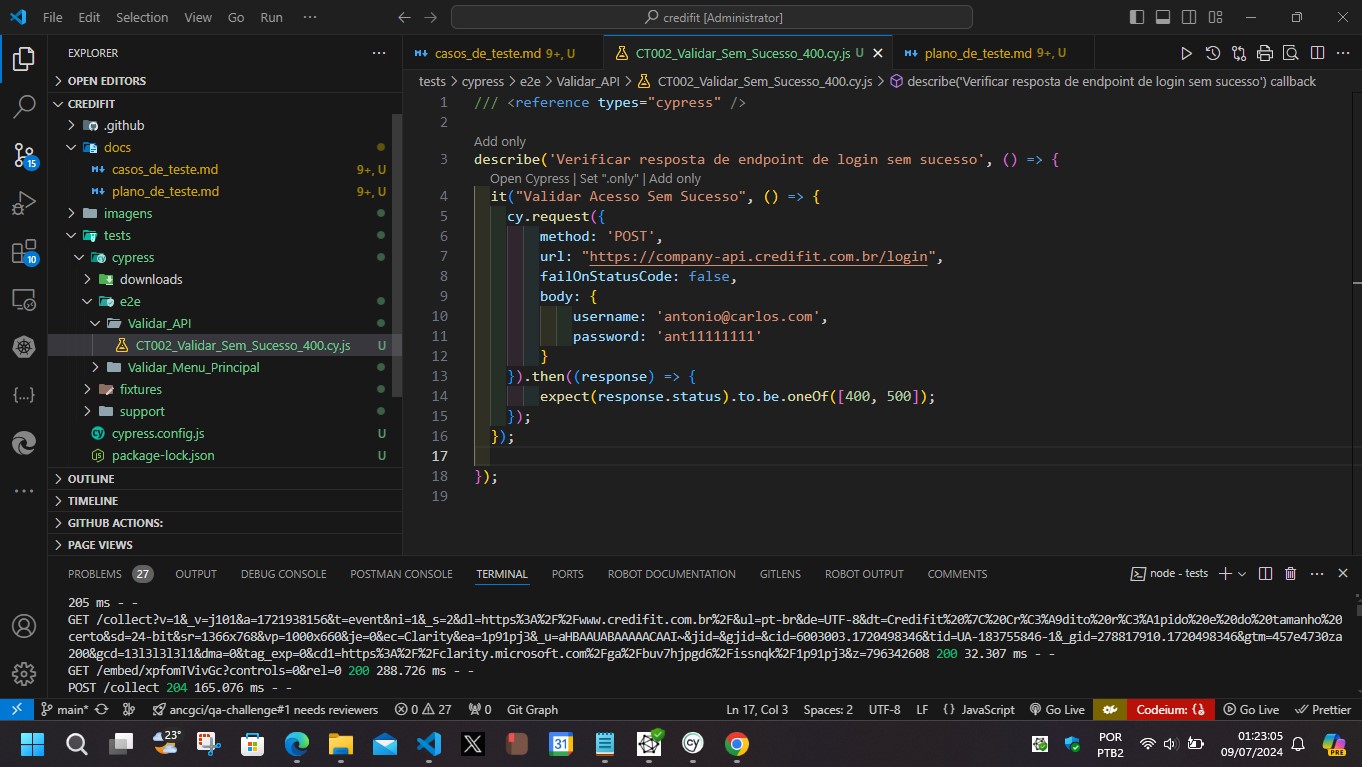 File Edit Selection View Go Run ··· credifit [Administrator]
EXPLORER
OPEN EDITORS
CREDIFIT
.github
docs
casos_de_teste.md 9+, U
plano_de_teste.md 9+, U
imagens
tests
cypress
downloads
e2e
Validar_API
CT002_Validar_Sem_Sucesso_400.cy.js U
Validar_Menu_Principal
fixtures
support
cypress.config.js U
package-lock.json U
OUTLINE
TIMELINE
GITHUB ACTIONS:
PAGE VIEWS
15
10
casos_de_teste.md 9+, U CT002_Validar_Sem_Sucesso_400.cy.js U plano_de_teste.md 9+, U
tests > cypress > e2e > Validar_API > CT002_Validar_Sem_Sucesso_400.cy.js > describe('Verificar resposta de endpoint de login sem sucesso') callback
1 /// <reference types="cypress" />
2
Add only
3 describe('Verificar resposta de endpoint de login sem sucesso', () => {
Open Cypress | Set ".only" | Add only
4 it("Validar Acesso Sem Sucesso", () => {
5 cy.request({
6 method: 'POST',
7 url: "https://company-api.credifit.com.br/login",
8 failOnStatusCode: false,
9 body: {
10 username: 'antonio@carlos.com',
11 password: 'ant11111111'
12 }
13 }).then((response) => {
14 expect(response.status).to.be.oneOf([400, 500]);
15 });
16 });
17
18 });
19
PROBLEMS 27 OUTPUT DEBUG CONSOLE POSTMAN CONSOLE TERMINAL PORTS ROBOT DOCUMENTATION GITLENS ROBOT OUTPUT COMMENTS node - tests
205 ms - -
GET /collect?v=1&_v=j101&a=1721938156&t=event&ni=1&_s=2&dl=https%3A%2F%2Fwww.credifit.com.br%2F&ul=pt-br&de=UTF-8&dt=Credifit%20%7C%20Cr%C3%A9dito%20r%C3%A1pido%20e%20do%20tamanho%20
certo&sd=24-bit&sr=1366x768&vp=1000x660&je=0&ec=Clarity&ea=1p91pj3&_u=aHBAAUABAAAAACAAI~&jid=&gjid=&cid=6003003.1720498346&tid=UA-183755846-1&_gid=278817910.1720498346&gtm=457e4730za
200&gcd=13l3l3l3l1&dma=0&tag_exp=0&cd1=https%3A%2F%2Fclarity.microsoft.com%2Fga%2Fbuv7hjpgd6%2Fissnqk%2F1p91pj3&z=796342608 200 32.307 ms - -
GET /embed/xpfomTVivGc?controls=0&rel=0 200 288.726 ms - -
POST /collect 204 165.076 ms - -
main* ancgci/qa-challenge#1 needs reviewers 0 27 0 Git Graph Ln 17, Col 3 Spaces: 2 UTF-8 LF {} JavaScript Go Live Codeium: {} Go Live Prettier
23° 31 POR 01:23:05
PTB2 09/07/2024